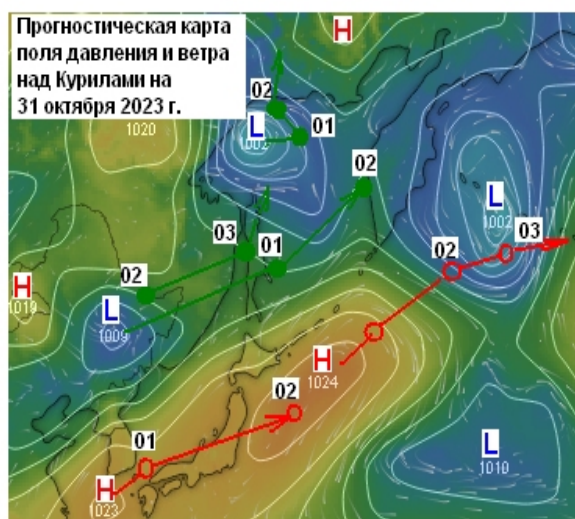 Прогностическая карта
поля давления и ветра
над Курилами на
31 октября 2023 г.
H
1020
02
L
1002
01
02
L
1002
03
01
02
03
02
H
1019
L
1009
H
1024
02
01
L
1010
H
1023